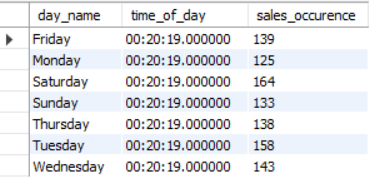 day_name time_of_day sales_occurence
Friday 00:20:19.000000 139
Monday 00:20:19.000000 125
Saturday 00:20:19.000000 164
Sunday 00:20:19.000000 133
Thursday 00:20:19.000000 138
Tuesday 00:20:19.000000 158
Wednesday 00:20:19.000000 143